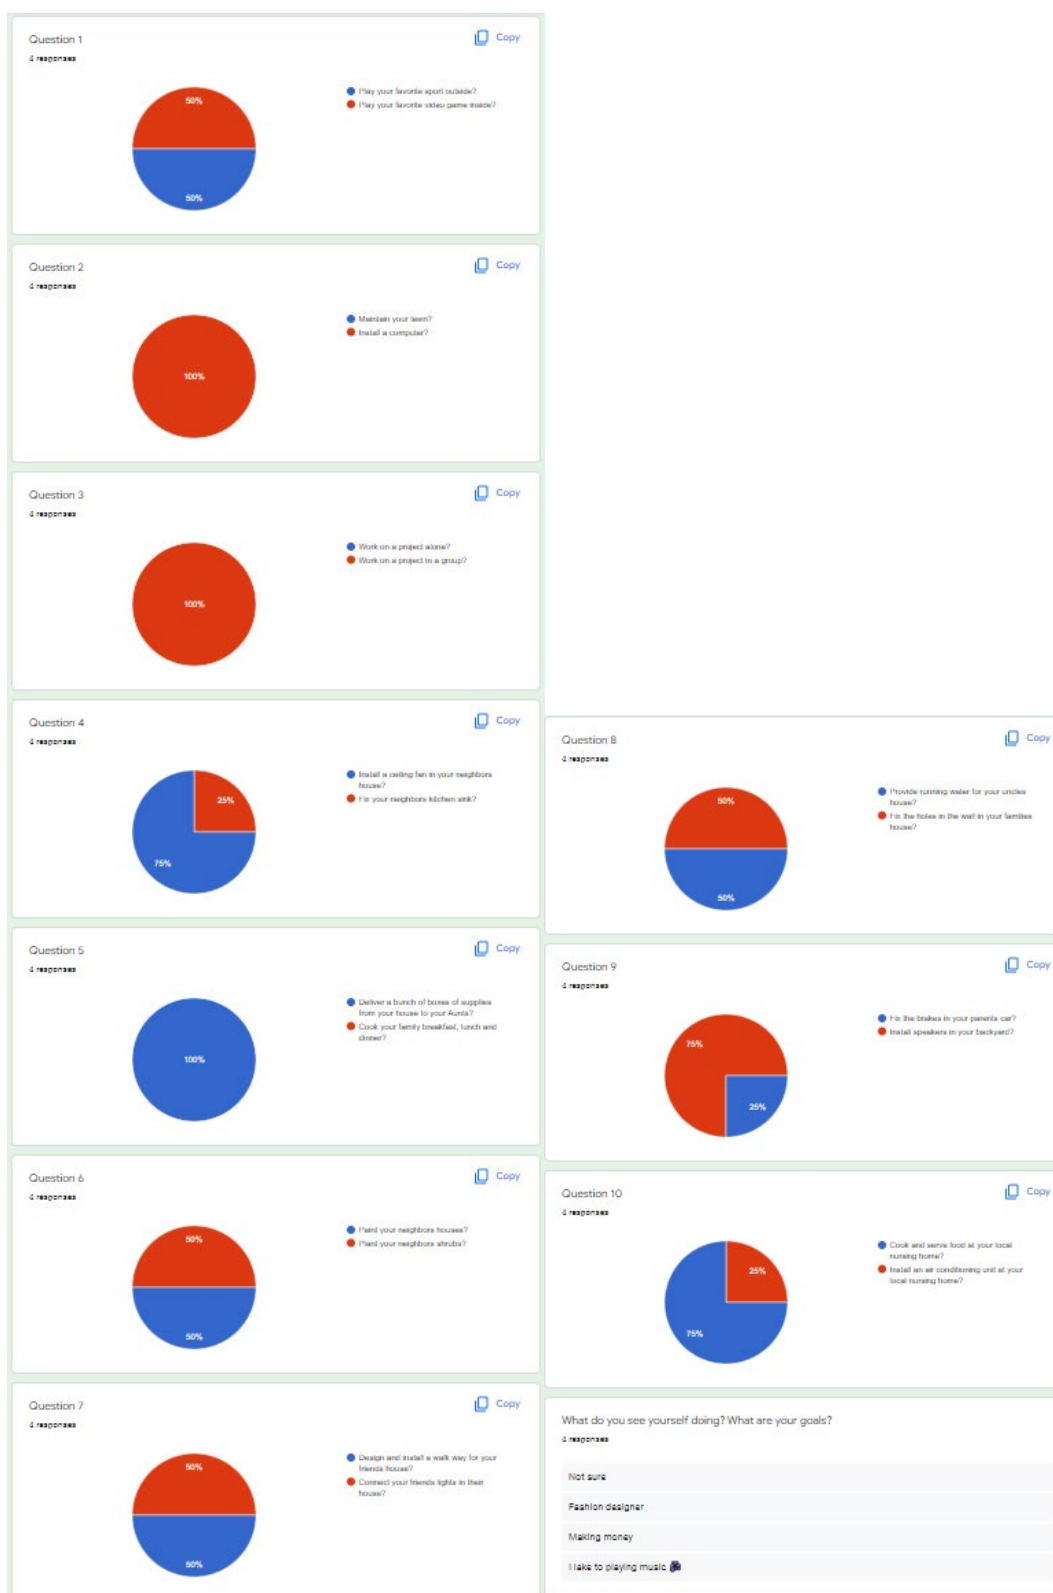 Question 1
Copy
4 responses
50%
50%
Play your favorite sport outside?
Play your favorite video game inside?
Question 2
Copy
4 responses
100%
Maintain your lawn?
Install a computer?
Question 3
Copy
4 responses
100%
Work on a project alone?
Work on a project in a group?
Question 4
Copy
4 responses
25%
75%
Install a ceiling fan in your neighbors
house?
Fix your neighbors kitchen sink?
Question 5
Copy
4 responses
100%
Deliver a bunch of boxes of supplies
from your house to your Aunts?
Cook your family breakfast, lunch and
dinner?
Question 6
Copy
4 responses
50%
50%
Paint your neighbors houses?
Plant your neighbors shrubs?
Question 7
Copy
4 responses
50%
50%
Design and install a walk way for your
friends house?
Connect your friends lights in their
house?
Question 8
Copy
4 responses
50%
50%
Provide running water for your uncles
house?
Fix the holes in the wall in your families
house?
Question 9
Copy
4 responses
75%
25%
Fix the brakes in your parents car?
Install speakers in your backyard?
Question 10
Copy
4 responses
25%
75%
Cook and serve food at your local
nursing home?
Install an air conditioning unit at your
local nursing home?
What do you see yourself doing? What are your goals?
4 responses
Not sure
Fashion designer
Making money
I lake to playing music